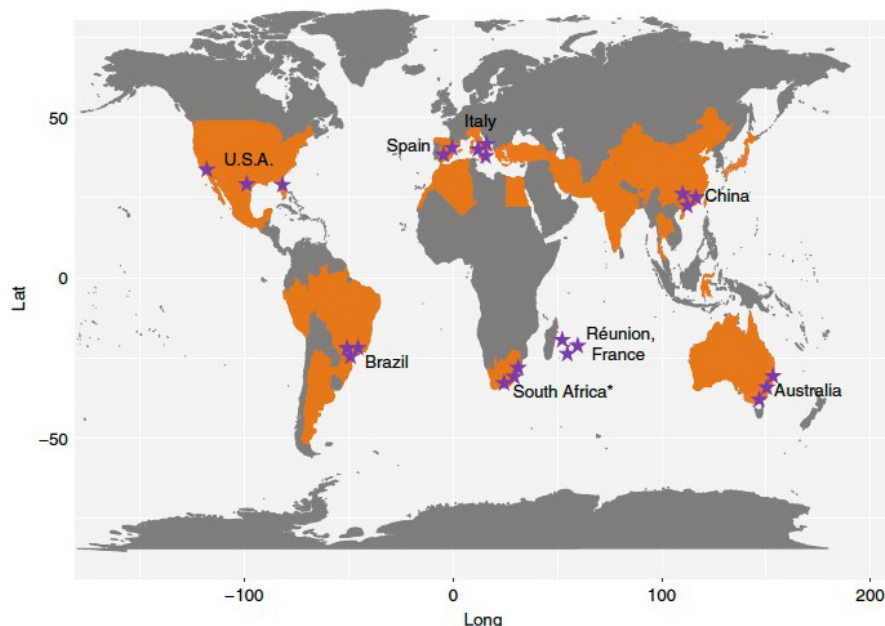 50
0
−50
Lat
Italy
Spain
U.S.A.
China
Réunion,
France
Brazil
South Africa*
Australia
−100
0
100
200
Long